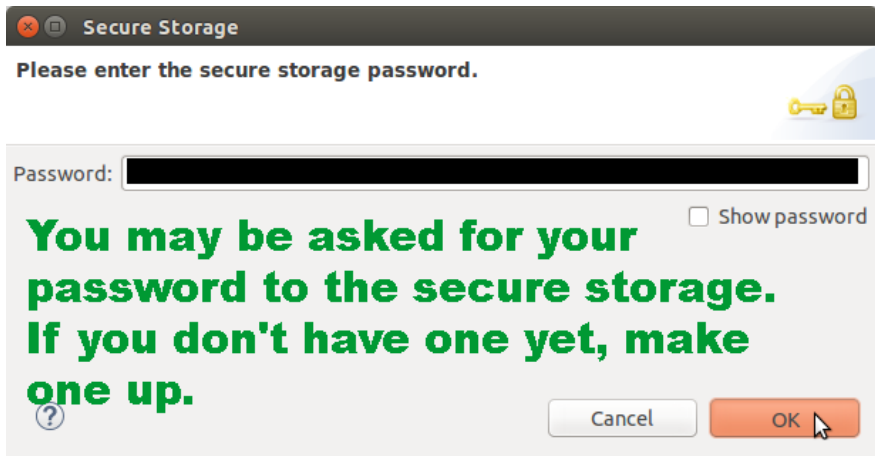 Secure Storage
Please enter the secure storage password.
Password:
Show password
You may be asked for your
password to the secure storage.
If you don't have one yet, make
one up.
?
Cancel
OK